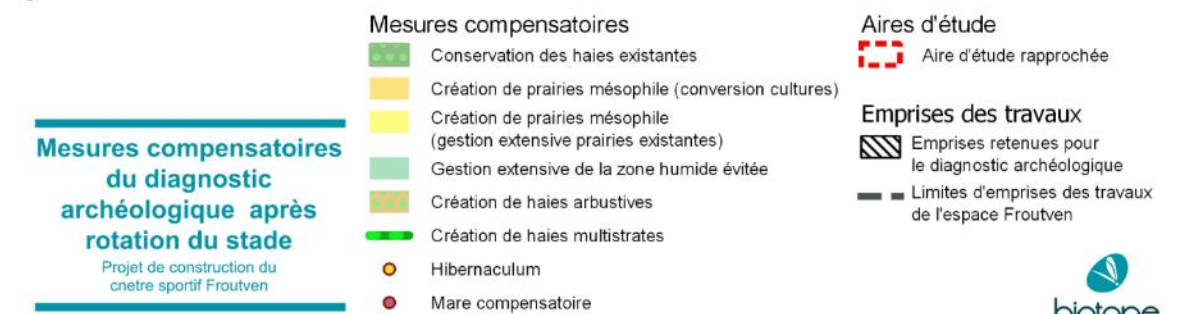 Mesures compensatoires
du diagnostic
archéologique après
rotation du stade
Projet de construction du
cnetre sportif Froutven
Mesures compensatoires
Conservation des haies existantes
Création de prairies mésophile (conversion cultures)
Création de prairies mésophile
(gestion extensive prairies existantes)
Gestion extensive de la zone humide évitée
Création de haies arbustives
Création de haies multistrates
Hibernaculum
Mare compensatoire
Aires d'étude
Aire d'étude rapprochée
Emprises des travaux
Emprises retenues pour
le diagnostic archéologique
Limites d'emprises des travaux
de l'espace Froutven
biotope